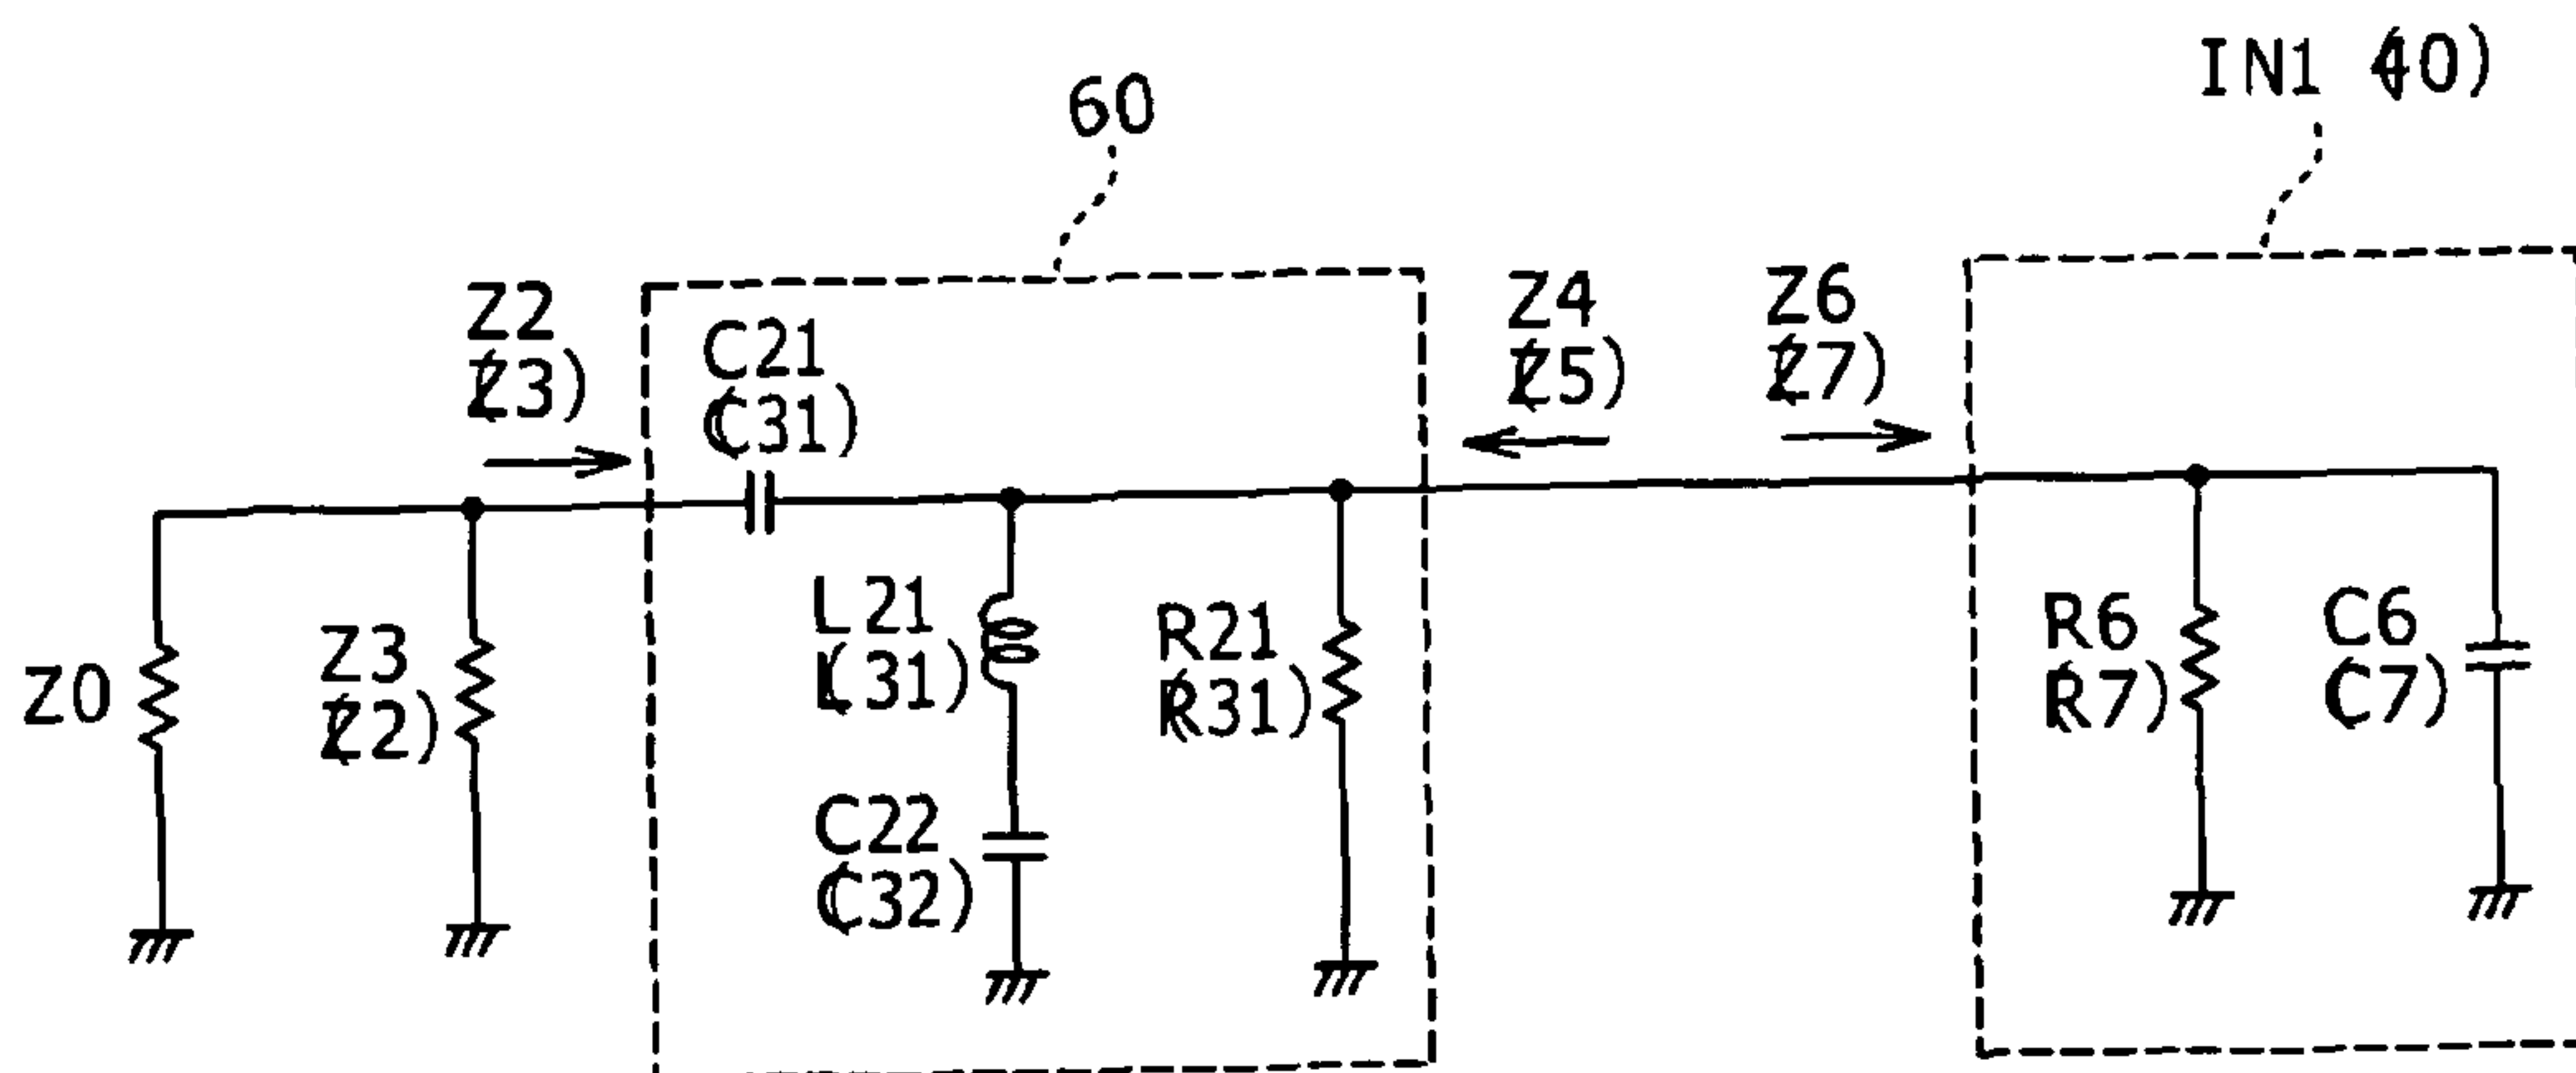 60
IN1 (40)
Z2
(Z3)
C21
(C31)
Z4
(Z5)
Z6
(Z7)
Z0
Z3
(Z2)
L21
(L31)
C22
(C32)
R21
(R31)
R6
(R7)
C6
(C7)